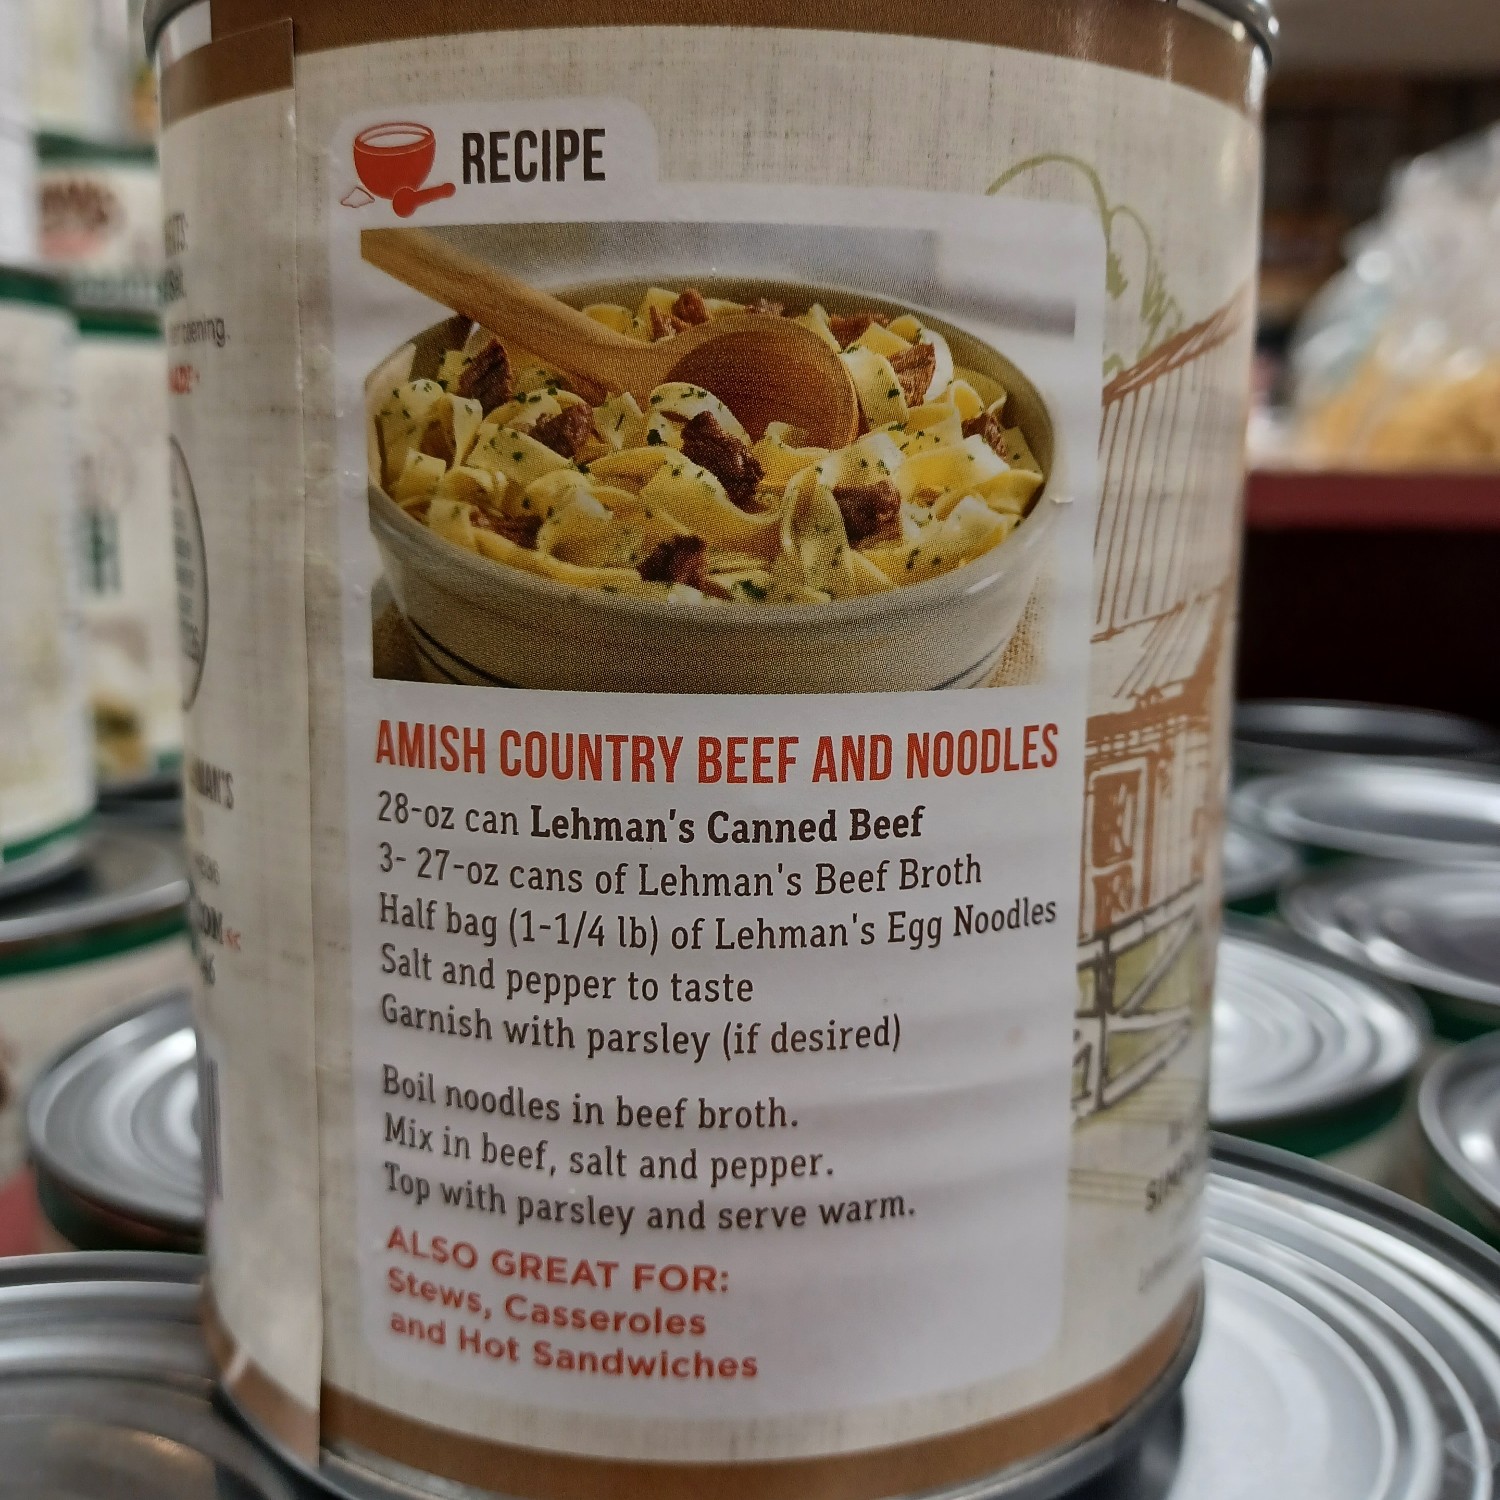 RECIPE
AMISH COUNTRY BEEF AND NOODLES
28-oz can Lehman's Canned Beef
3- 27-oz cans of Lehman's Beef Broth
Half bag (1-1/4 lb) of Lehman's Egg Noodles
Salt and pepper to taste
Garnish with parsley (if desired)
Boil noodles in beef broth.
Mix in beef, salt and pepper.
Top with parsley and serve warm.
ALSO GREAT FOR:
Stews, Casseroles
and Hot Sandwiches